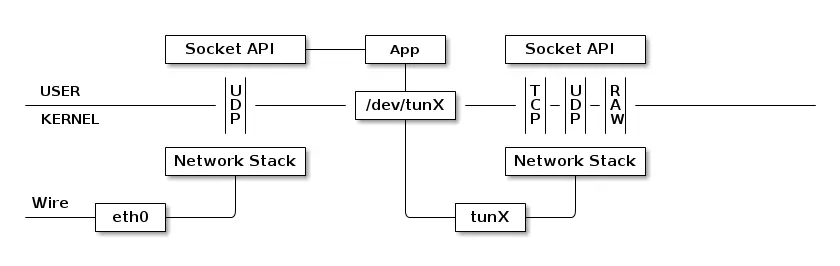 Socket API
App
Socket API
USER
UDP
/dev/tunX
TCP
UDP
RAW
KERNEL
Network Stack
Network Stack
Wire
eth0
tunX